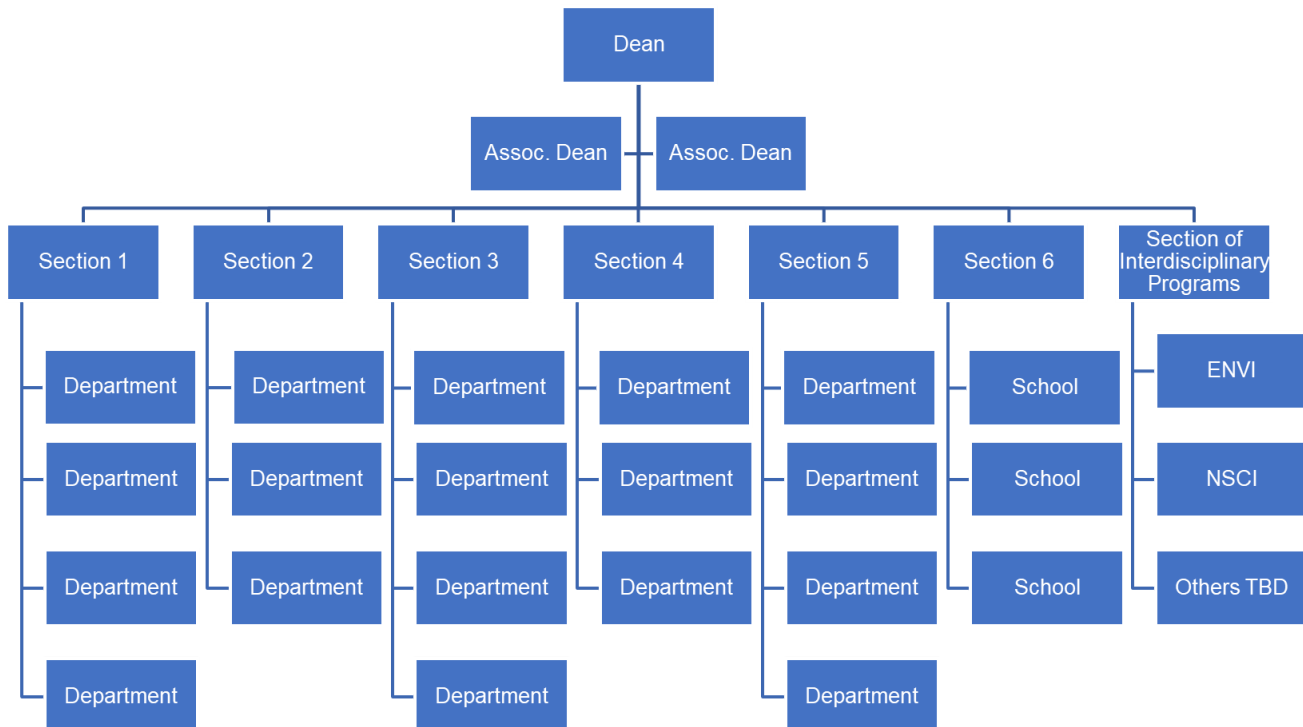 Dean
Assoc. Dean
Assoc. Dean
Section 1
Section 2
Section 3
Section 4
Section 5
Section 6
Section of
Interdisciplinary
Programs
Department
Department
Department
Department
Department
School
ENVI
Department
Department
Department
Department
Department
School
NSCI
Department
Department
Department
Department
Department
School
Others TBD
Department
Department
Department